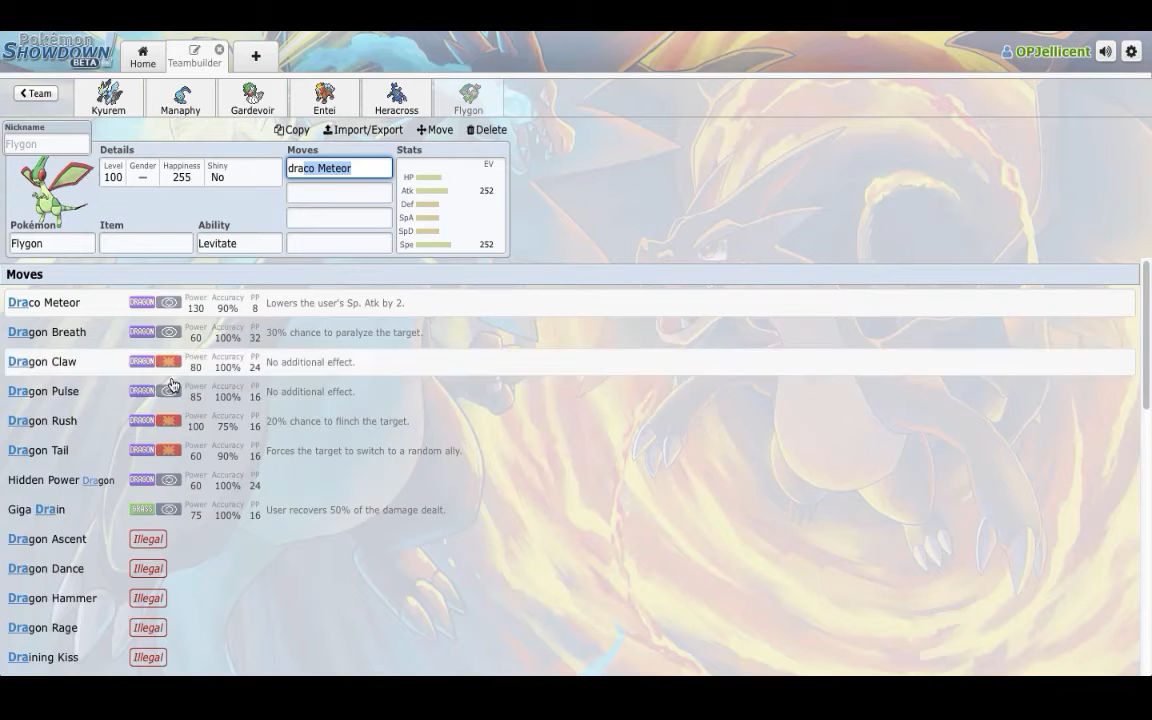 Pokémon
SHOWDOWN
BETA
Home
Teambuilder
OPJellicent
Team
Kyurem
Manaphy
Gardevoir
Entei
Heracross
Flygon
Copy
Import/Export
Move
Delete
Nickname
Flygon
Details
Level
100
Gender
—
Happiness
255
Shiny
No
Moves
draco Meteor
Stats
EV
HP
Atk 252
Def
SpA
SpD
Spe 252
Pokémon
Flygon
Item
Ability
Levitate
Moves
Draco Meteor DRAGON Power 130 Accuracy 90% PP 8 Lowers the user's Sp. Atk by 2.
Dragon Breath DRAGON Power 60 Accuracy 100% PP 32 30% chance to paralyze the target.
Dragon Claw DRAGON Power 80 Accuracy 100% PP 24 No additional effect.
Dragon Pulse DRAGON Power 85 Accuracy 100% PP 16 No additional effect.
Dragon Rush DRAGON Power 100 Accuracy 75% PP 16 20% chance to flinch the target.
Dragon Tail DRAGON Power 60 Accuracy 90% PP 16 Forces the target to switch to a random ally.
Hidden Power Dragon DRAGON Power 60 Accuracy 100% PP 24
Giga Drain GRASS Power 75 Accuracy 100% PP 16 User recovers 50% of the damage dealt.
Dragon Ascent Illegal
Dragon Dance Illegal
Dragon Hammer Illegal
Dragon Rage Illegal
Draining Kiss Illegal